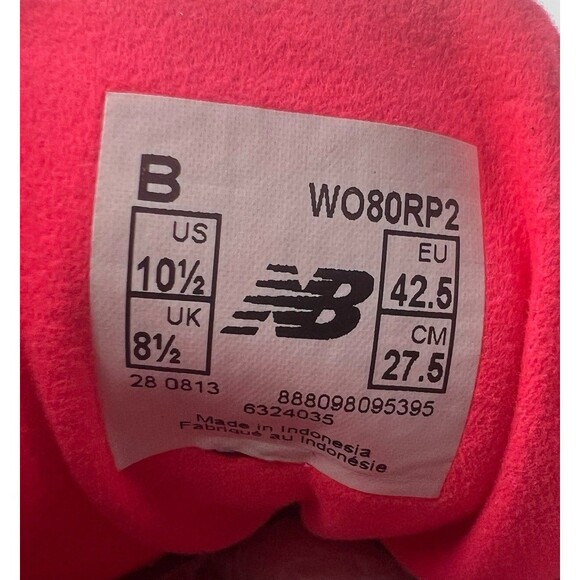 B WO80RP2
US EU
10½ 42.5
UK CM
8½ NB 27.5
28 0813 888098095395
6324035
Made in Indonesia
Fabriqué au Indonésie